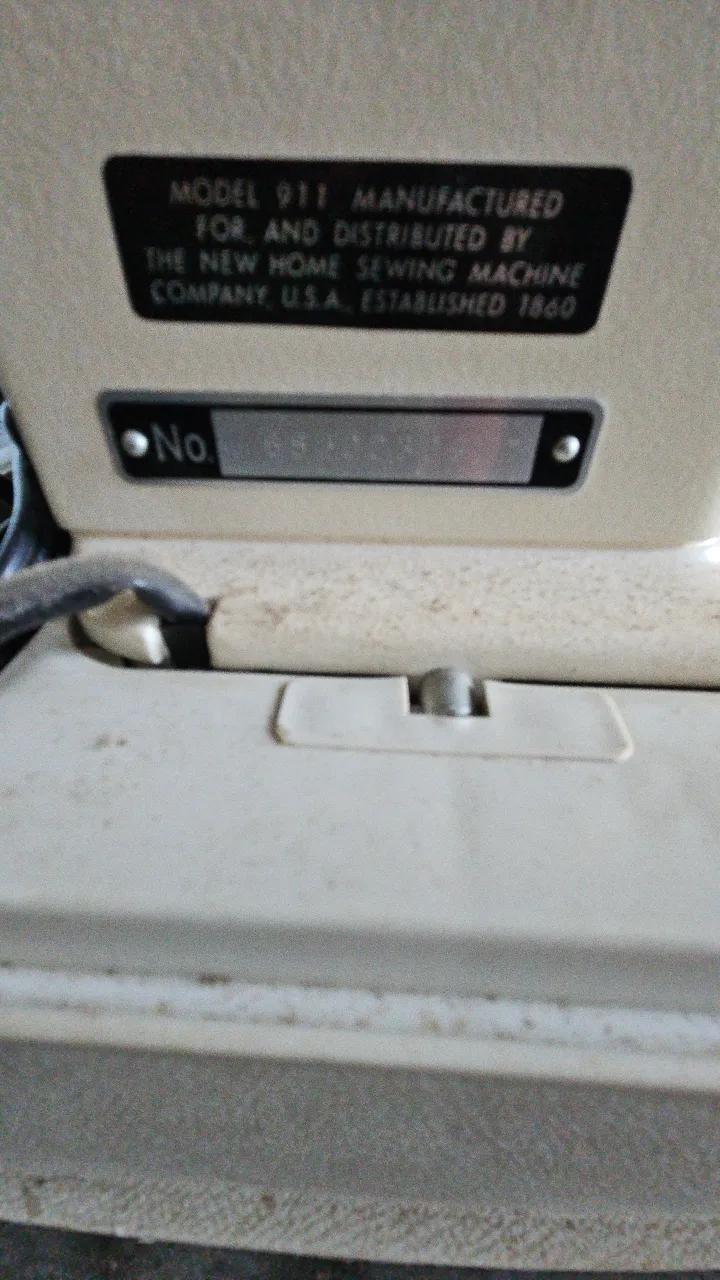 MODEL 911 MANUFACTURED
FOR, AND DISTRIBUTED BY
THE NEW HOME SEWING MACHINE
COMPANY, U.S.A., ESTABLISHED 1860
No.